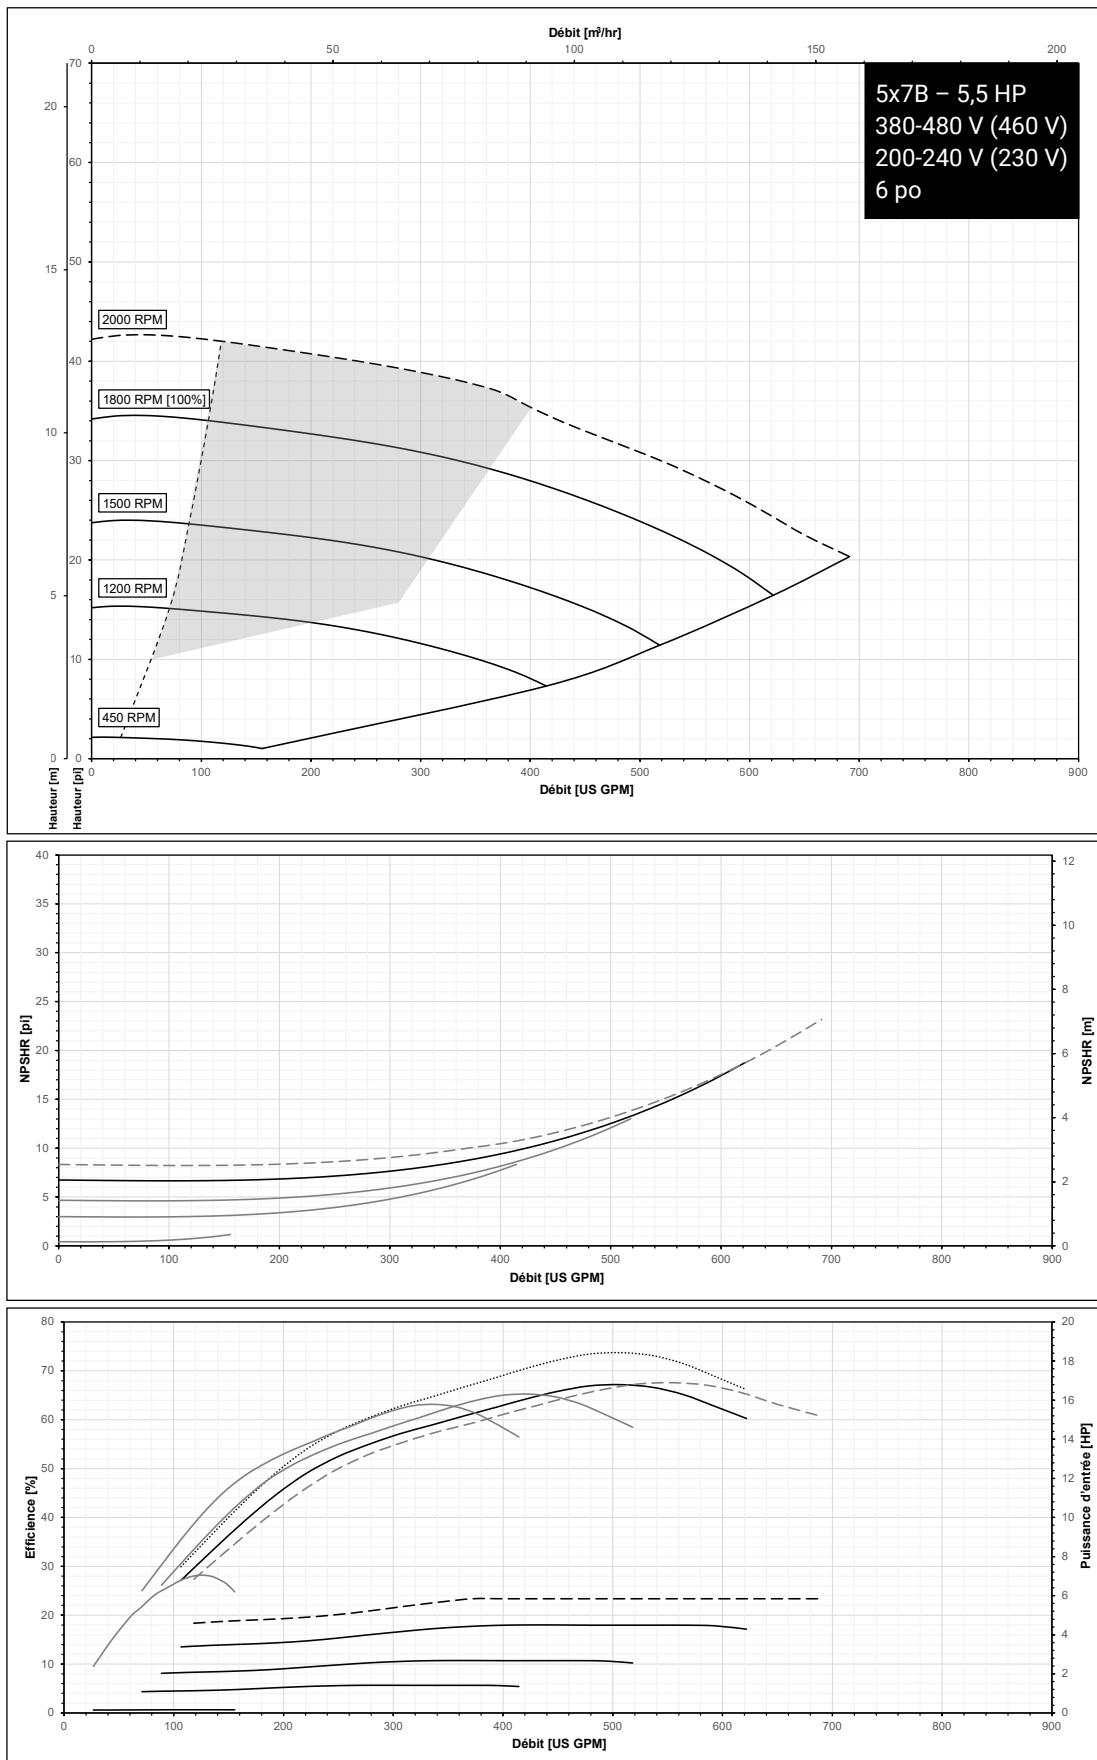 Débit [m³/hr]
0 50 100 150 200
5x7B – 5,5 HP
380-480 V (460 V)
200-240 V (230 V)
6 po
70
60
50
40
30
20
10
0
20
15
10
5
0
2000 RPM
1800 RPM [100%]
1500 RPM
1200 RPM
450 RPM
0 100 200 300 400 500 600 700 800 900
Débit [US GPM]
Hauteur [m]
Hauteur [pi]
40
35
30
25
20
15
10
5
0
NPSHR [pi]
12
10
8
6
4
2
0
NPSHR [m]
0 100 200 300 400 500 600 700 800 900
Débit [US GPM]
80
70
60
50
40
30
20
10
0
Efficience [%]
20
18
16
14
12
10
8
6
4
2
0
Puissance d'entrée [HP]
0 100 200 300 400 500 600 700 800 900
Débit [US GPM]